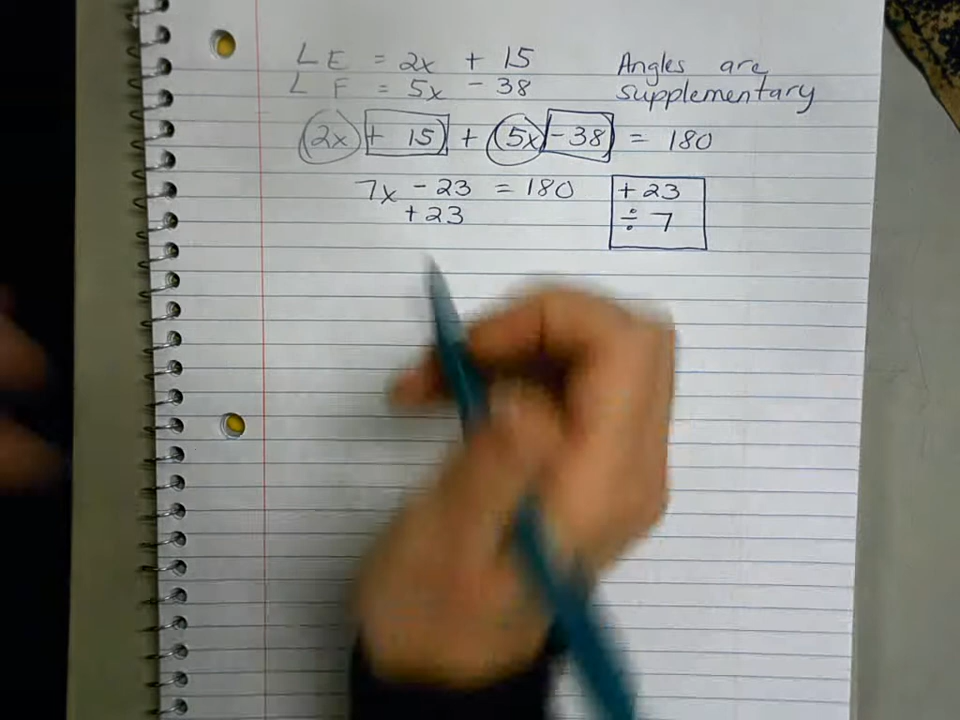 ∠ E = 2x + 15
∠ F = 5x - 38
Angles are
supplementary
2x + 15 + 5x - 38 = 180
7x - 23 = 180
+ 23
+ 23
÷ 7